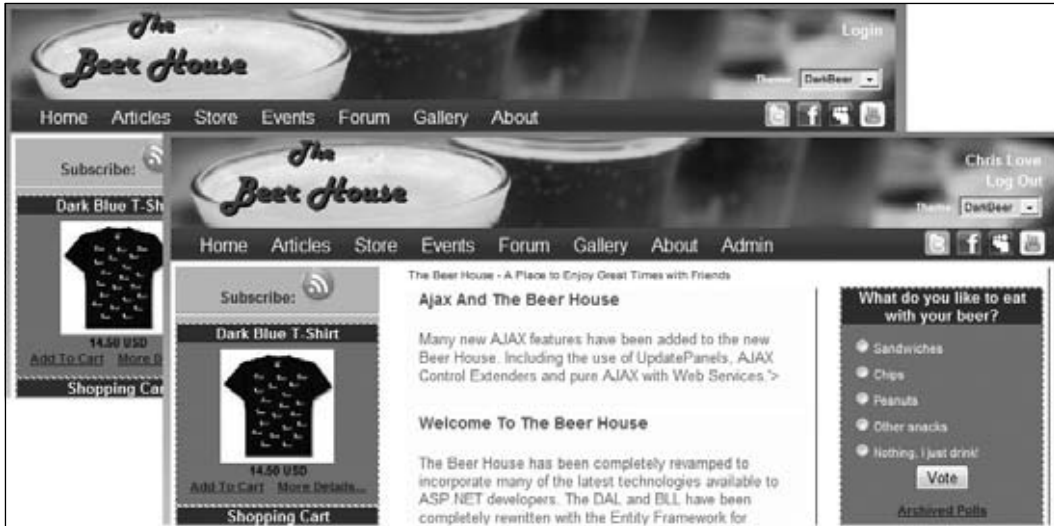 The
Beer House
Login
Theme: DarkBeer
Home Articles Store Events Forum Gallery About
Subscribe:
Dark Blue T-Sh
14.50 USD
Add To Cart More D
Shopping Car
The
Beer House
Chris Love
Log Out
Theme: DarkBeer
Home Articles Store Events Forum Gallery About Admin
Subscribe:
Dark Blue T-Shirt
14.50 USD
Add To Cart More Details...
Shopping Cart
The Beer House - A Place to Enjoy Great Times with Friends
Ajax And The Beer House
Many new AJAX features have been added to the new
Beer House. Including the use of UpdatePanels, AJAX
Control Extenders and pure AJAX with Web Services.'>
Welcome To The Beer House
The Beer House has been completely revamped to
incorporate many of the latest technologies available to
ASP.NET developers. The DAL and BLL have been
completely rewritten with the Entity Framework for
What do you like to eat
with your beer?
Sandwiches
Chips
Peanuts
Other snacks
Nothing, I just drink!
Vote
Archived Polls